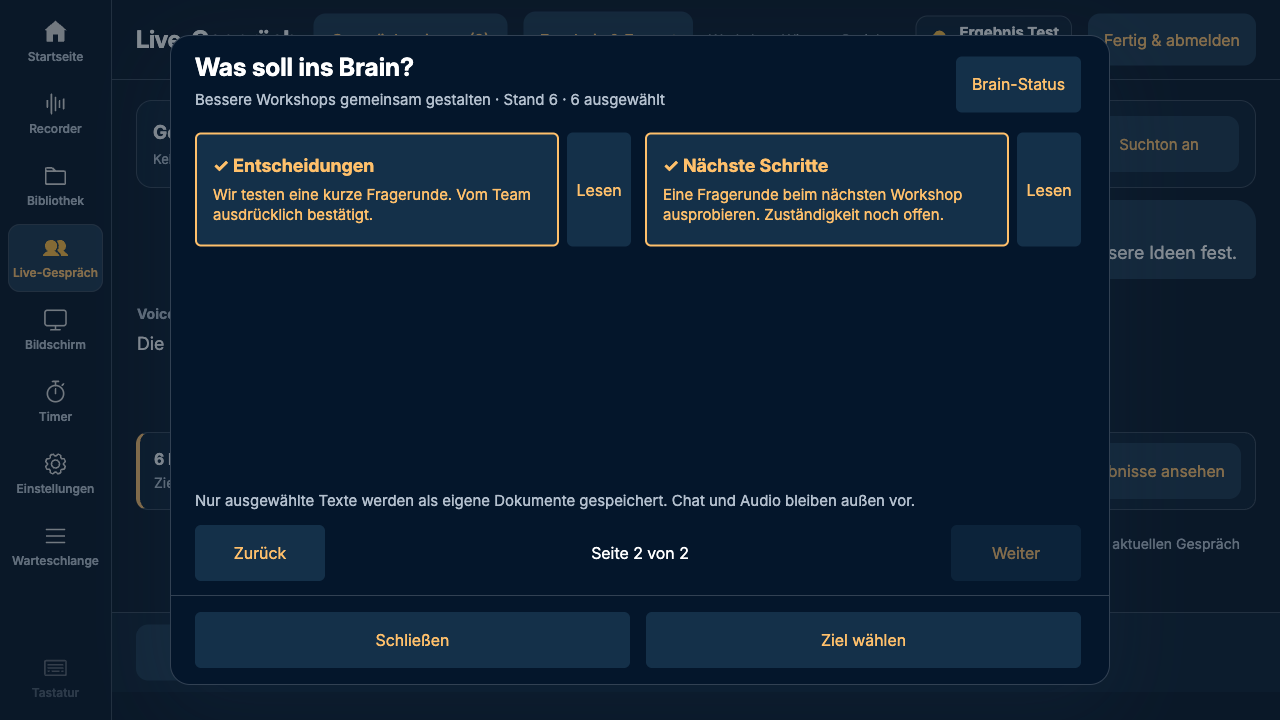 Startseite
Recorder
Bibliothek
Live-Gespräch
Bildschirm
Timer
Einstellungen
Warteschlange
Tastatur
Ergebnis Test
Fertig & abmelden
Suchton an
sere Ideen fest.
Die
bnisse ansehen
aktuellen Gespräch
Was soll ins Brain?
Bessere Workshops gemeinsam gestalten · Stand 6 · 6 ausgewählt
Brain-Status
✓ Entscheidungen
Wir testen eine kurze Fragerunde. Vom Team
ausdrücklich bestätigt.
Lesen
✓ Nächste Schritte
Eine Fragerunde beim nächsten Workshop
ausprobieren. Zuständigkeit noch offen.
Lesen
Nur ausgewählte Texte werden als eigene Dokumente gespeichert. Chat und Audio bleiben außen vor.
Zurück
Seite 2 von 2
Weiter
Schließen
Ziel wählen